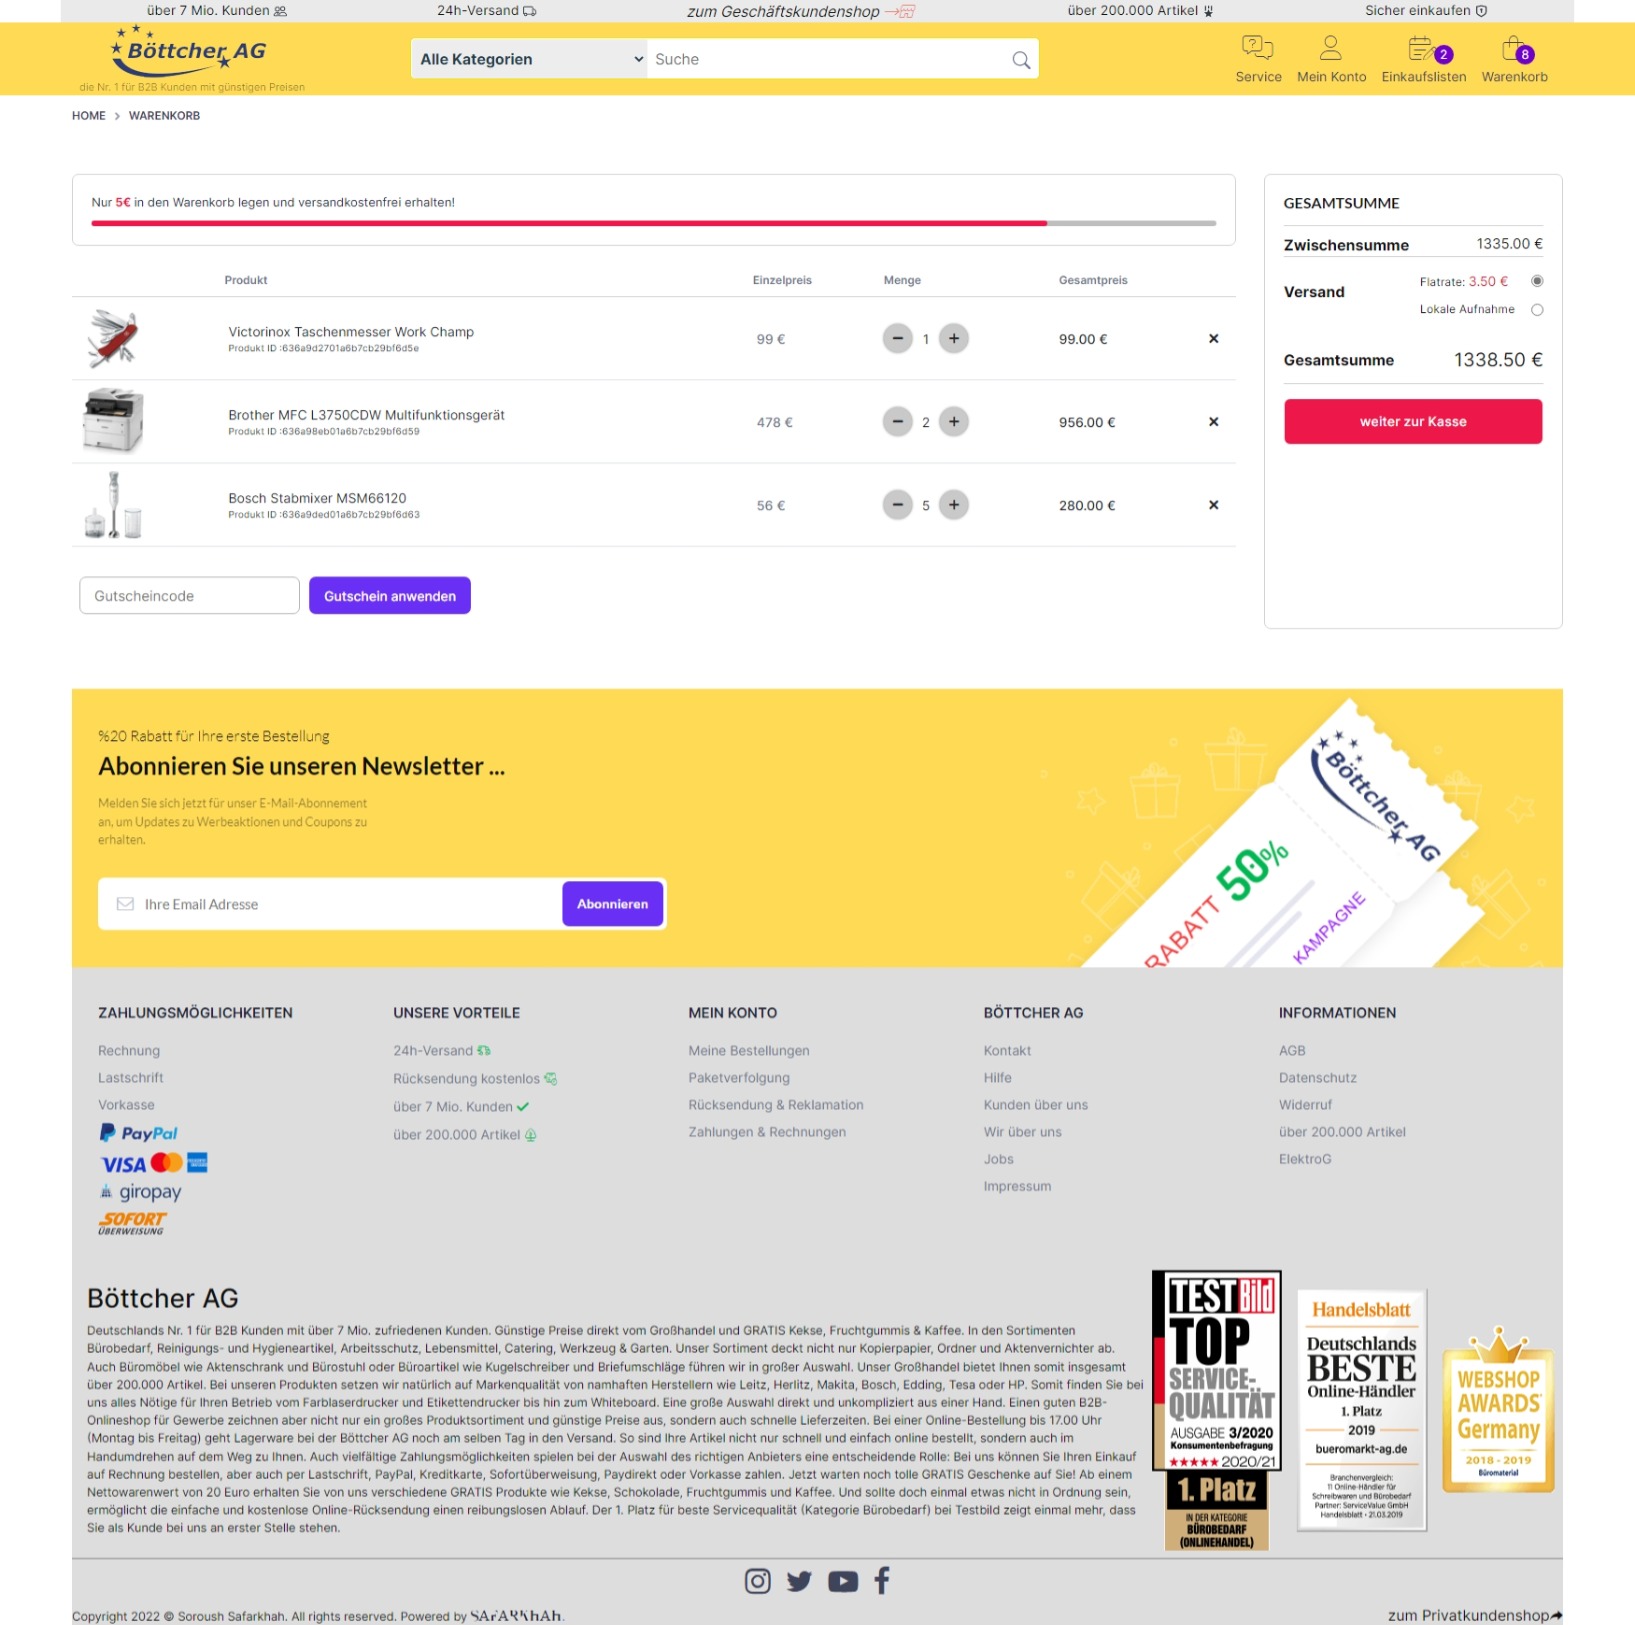 über 7 Mio. Kunden
24h-Versand
zum Geschäftskundenshop
über 200.000 Artikel
Sicher einkaufen
Böttcher AG
die Nr. 1 für B2B Kunden mit günstigen Preisen
Alle Kategorien
Suche
Service
Mein Konto
2
Einkaufslisten
8
Warenkorb
HOME > WARENKORB
Nur 5€ in den Warenkorb legen und versandkostenfrei erhalten!
Produkt Einzelpreis Menge Gesamtpreis
Victorinox Taschenmesser Work Champ
Produkt ID :636a9d2701a6b7cb29bf6d5e
99 € − 1 + 99.00 € ×
Brother MFC L3750CDW Multifunktionsgerät
Produkt ID :636a98eb01a6b7cb29bf6d59
478 € − 2 + 956.00 € ×
Bosch Stabmixer MSM66120
Produkt ID :636a9ded01a6b7cb29bf6d63
56 € − 5 + 280.00 € ×
Gutscheincode
Gutschein anwenden
GESAMTSUMME
Zwischensumme 1335.00 €
Versand
Flatrate: 3.50 €
Lokale Aufnahme
Gesamtsumme 1338.50 €
weiter zur Kasse
%20 Rabatt für Ihre erste Bestellung
Abonnieren Sie unseren Newsletter ...
Melden Sie sich jetzt für unser E-Mail-Abonnement
an, um Updates zu Werbeaktionen und Coupons zu
erhalten.
Ihre Email Adresse
Abonnieren
Böttcher AG
RABATT 50%
KAMPAGNE
ZAHLUNGSMÖGLICHKEITEN
Rechnung
Lastschrift
Vorkasse
PayPal
VISA
giropay
SOFORT
ÜBERWEISUNG
UNSERE VORTEILE
24h-Versand
Rücksendung kostenlos
über 7 Mio. Kunden
über 200.000 Artikel
MEIN KONTO
Meine Bestellungen
Paketverfolgung
Rücksendung & Reklamation
Zahlungen & Rechnungen
BÖTTCHER AG
Kontakt
Hilfe
Kunden über uns
Wir über uns
Jobs
Impressum
INFORMATIONEN
AGB
Datenschutz
Widerruf
über 200.000 Artikel
ElektroG
Böttcher AG
Deutschlands Nr. 1 für B2B Kunden mit über 7 Mio. zufriedenen Kunden. Günstige Preise direkt vom Großhandel und GRATIS Kekse, Fruchtgummis & Kaffee. In den Sortimenten
Bürobedarf, Reinigungs- und Hygieneartikel, Arbeitsschutz, Lebensmittel, Catering, Werkzeug & Garten. Unser Sortiment deckt nicht nur Kopierpapier, Ordner und Aktenvernichter ab.
Auch Büromöbel wie Aktenschrank und Bürostuhl oder Büroartikel wie Kugelschreiber und Briefumschläge führen wir in großer Auswahl. Unser Großhandel bietet Ihnen somit insgesamt
über 200.000 Artikel. Bei unseren Produkten setzen wir natürlich auf Markenqualität von namhaften Herstellern wie Leitz, Herlitz, Makita, Bosch, Edding, Tesa oder HP. Somit finden Sie bei
uns alles Nötige für Ihren Betrieb vom Farblaserdrucker und Etikettendrucker bis hin zum Whiteboard. Eine große Auswahl direkt und unkompliziert aus einer Hand. Einen guten B2B-
Onlineshop für Gewerbe zeichnen aber nicht nur ein großes Produktsortiment und günstige Preise aus, sondern auch schnelle Lieferzeiten. Bei einer Online-Bestellung bis 17.00 Uhr
(Montag bis Freitag) geht Lagerware bei der Böttcher AG noch am selben Tag in den Versand. So sind Ihre Artikel nicht nur schnell und einfach online bestellt, sondern auch im
Handumdrehen auf dem Weg zu Ihnen. Auch vielfältige Zahlungsmöglichkeiten spielen bei der Auswahl des richtigen Anbieters eine entscheidende Rolle: Bei uns können Sie Ihren Einkauf
auf Rechnung bestellen, aber auch per Lastschrift, PayPal, Kreditkarte, Sofortüberweisung, Paydirekt oder Vorkasse zahlen. Jetzt warten noch tolle GRATIS Geschenke auf Sie! Ab einem
Nettowarenwert von 20 Euro erhalten Sie von uns verschiedene GRATIS Produkte wie Kekse, Schokolade, Fruchtgummis und Kaffee. Und sollte doch einmal etwas nicht in Ordnung sein,
ermöglicht die einfache und kostenlose Online-Rücksendung einen reibungslosen Ablauf. Der 1. Platz für beste Servicequalität (Kategorie Bürobedarf) bei Testbild zeigt einmal mehr, dass
Sie als Kunde bei uns an erster Stelle stehen.
TEST Bild
TOP
SERVICE-
QUALITÄT
AUSGABE 3/2020
Konsumentenbefragung
★★★★★ 2020/21
1. Platz
IN DER KATEGORIE
BÜROBEDARF
(ONLINEHANDEL)
Handelsblatt
Deutschlands
BESTE
Online-Händler
1. Platz
2019
bueromarkt-ag.de
Branchenvergleich:
11 Online-Händler für
Schreibwaren und Bürobedarf
Partner: ServiceValue GmbH
Handelsblatt • 21.03.2019
WEBSHOP
AWARDS
Germany
2018 - 2019
Büromaterial
Copyright 2022 © Soroush Safarkhah. All rights reserved. Powered by SAFARKHAH.
zum Privatkundenshop